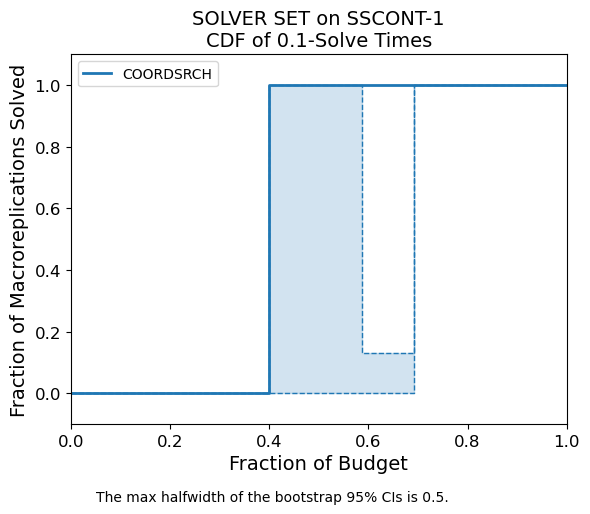 SOLVER SET on SSCONT-1
CDF of 0.1-Solve Times
COORDSRCH
Fraction of Macroreplications Solved
1.0
0.8
0.6
0.4
0.2
0.0
0.0 0.2 0.4 0.6 0.8 1.0
Fraction of Budget
The max halfwidth of the bootstrap 95% CIs is 0.5.